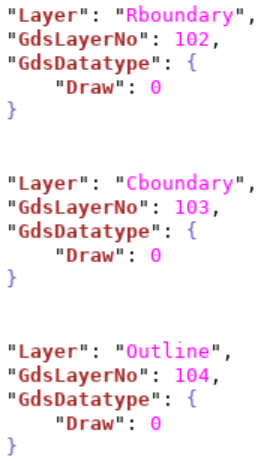 "Layer": "Rboundary",
"GdsLayerNo": 102,
"GdsDatatype": {
    "Draw": 0
}
"Layer": "Cboundary",
"GdsLayerNo": 103,
"GdsDatatype": {
    "Draw": 0
}
"Layer": "Outline",
"GdsLayerNo": 104,
"GdsDatatype": {
    "Draw": 0
}